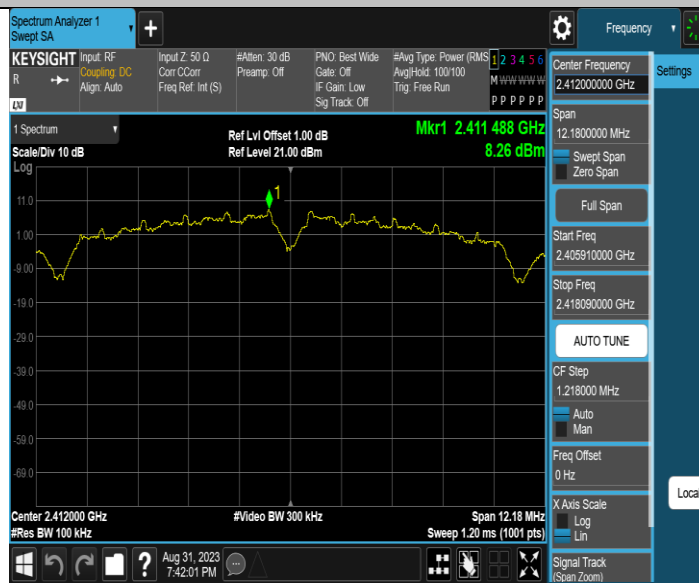 Spectrum Analyzer 1
Swept SA
+
Frequency
KEYSIGHT
R
LXI
Input: RF
Coupling: DC
Align: Auto
Input Z: 50 Ω
Corr CCorr
Freq Ref: Int (S)
#Atten: 30 dB
Preamp: Off
PNO: Best Wide
Gate: Off
IF Gain: Low
Sig Track: Off
#Avg Type: Power (RMS
Avg|Hold: 100/100
Trig: Free Run
1 2 3 4 5 6
M W W W W W
P P P P P P
1 Spectrum
Scale/Div 10 dB
Log
Ref Lvl Offset 1.00 dB
Ref Level 21.00 dBm
Mkr1 2.411 488 GHz
8.26 dBm
1
11.0
1.00
-9.00
-19.0
-29.0
-39.0
-49.0
-59.0
-69.0
Center 2.412000 GHz
#Res BW 100 kHz
#Video BW 300 kHz
Span 12.18 MHz
Sweep 1.20 ms (1001 pts)
Center Frequency
2.412000000 GHz
Settings
Span
12.1800000 MHz
Swept Span
Zero Span
Full Span
Start Freq
2.405910000 GHz
Stop Freq
2.418090000 GHz
AUTO TUNE
CF Step
1.218000 MHz
Auto
Man
Freq Offset
0 Hz
X Axis Scale
Log
Lin
Local
Signal Track
(Span Zoom)
?
Aug 31, 2023
7:42:01 PM